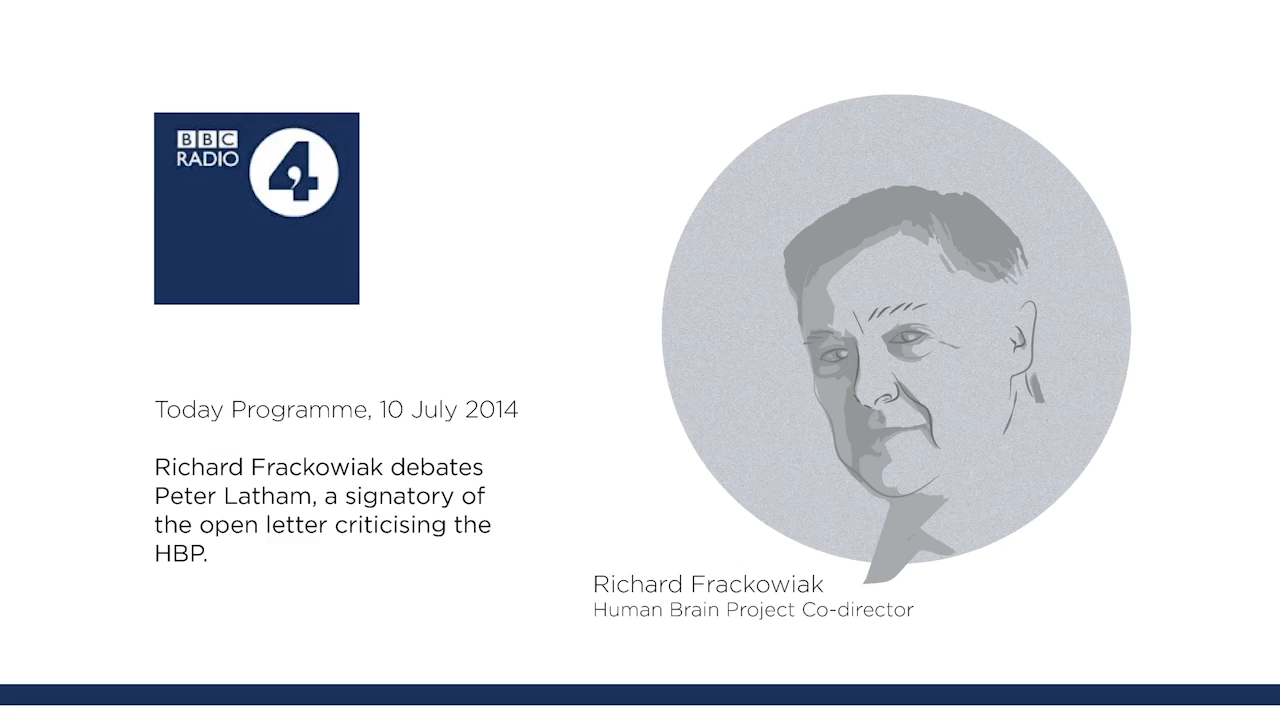 BBC
RADIO
4
Today Programme, 10 July 2014
Richard Frackowiak debates
Peter Latham, a signatory of
the open letter criticising the
HBP.
Richard Frackowiak
Human Brain Project Co-director